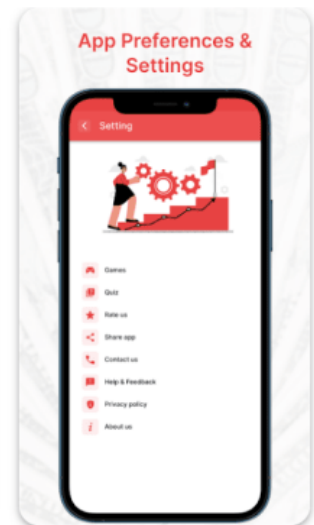 App Preferences &
Settings
Setting
Games
Quiz
Rate us
Share app
Contact us
Help & Feedback
Privacy policy
About us